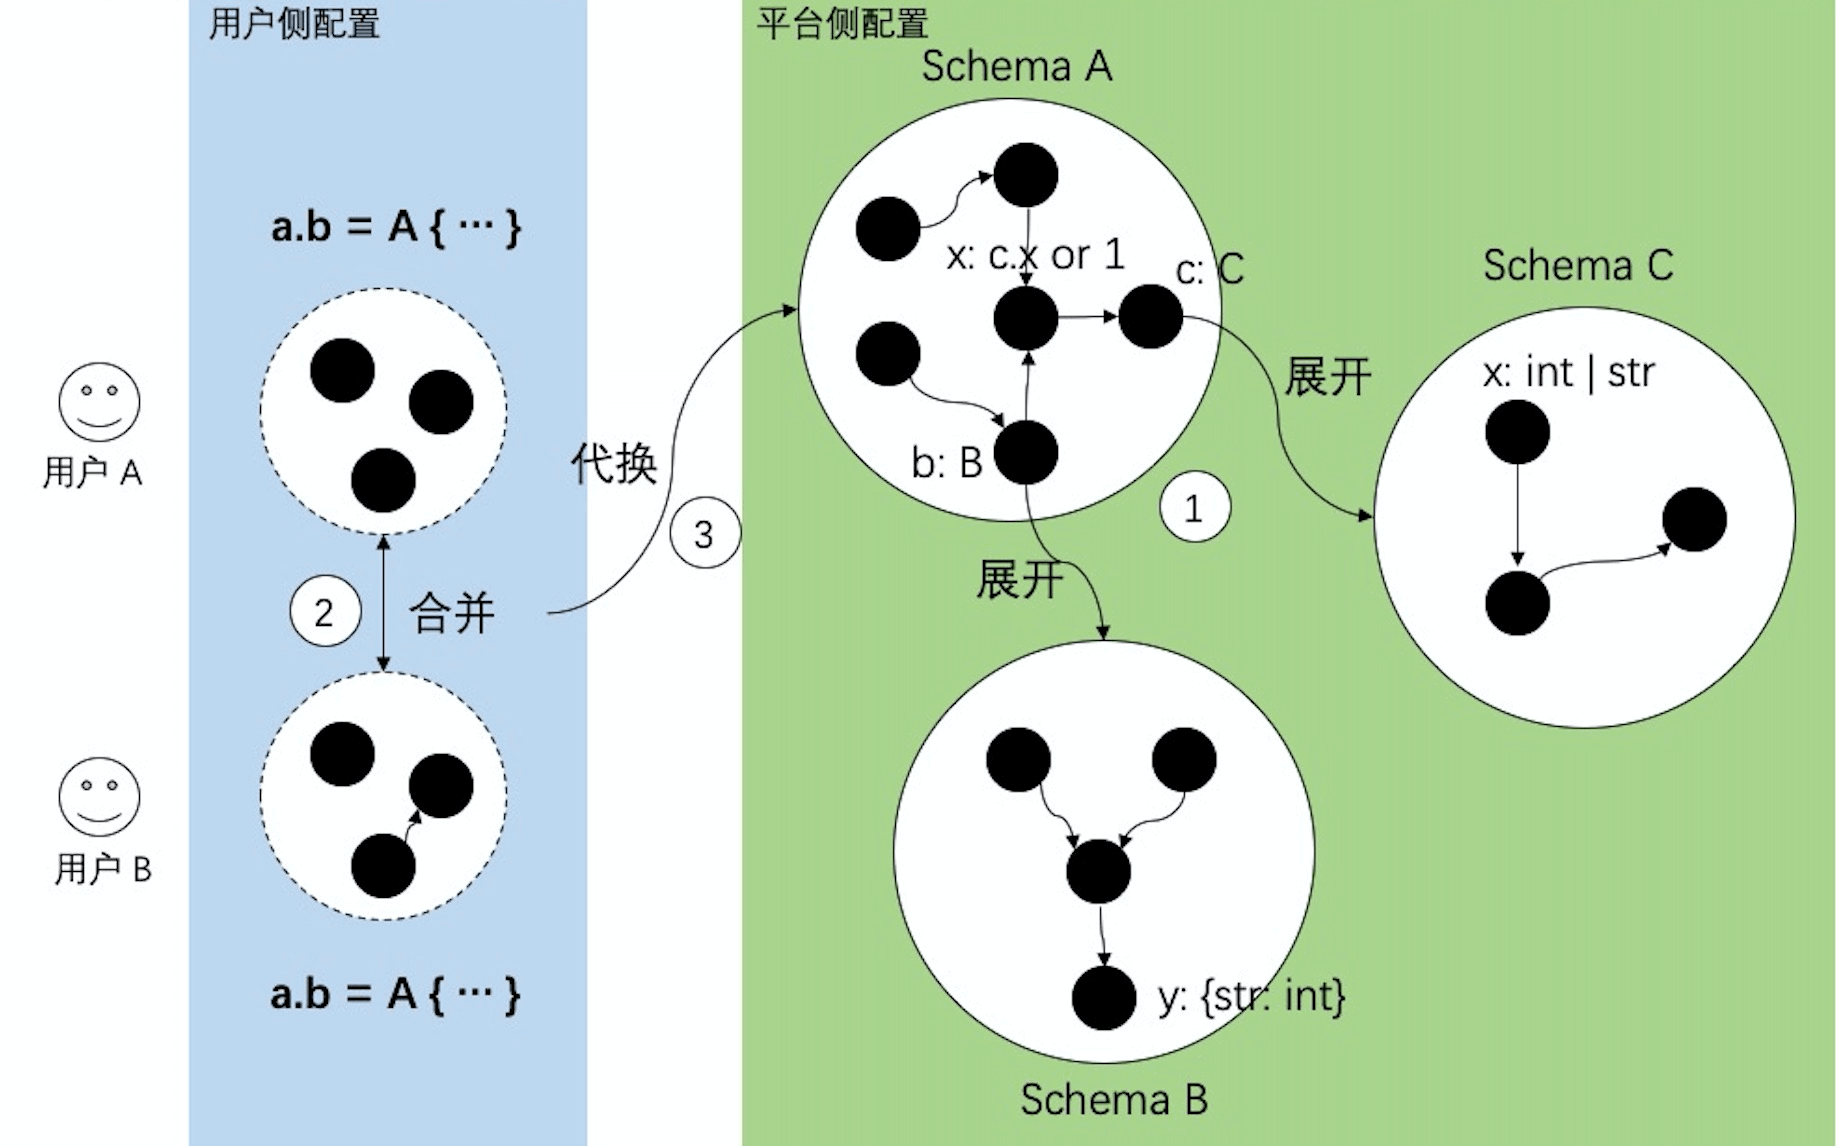 用户侧配置
平台侧配置
Schema A
a.b = A { ··· }
x: c.x or 1
c: C
Schema C
展开
x: int | str
用户 A
代换
b: B
1
3
展开
2
合并
用户 B
a.b = A { ··· }
y: {str: int}
Schema B